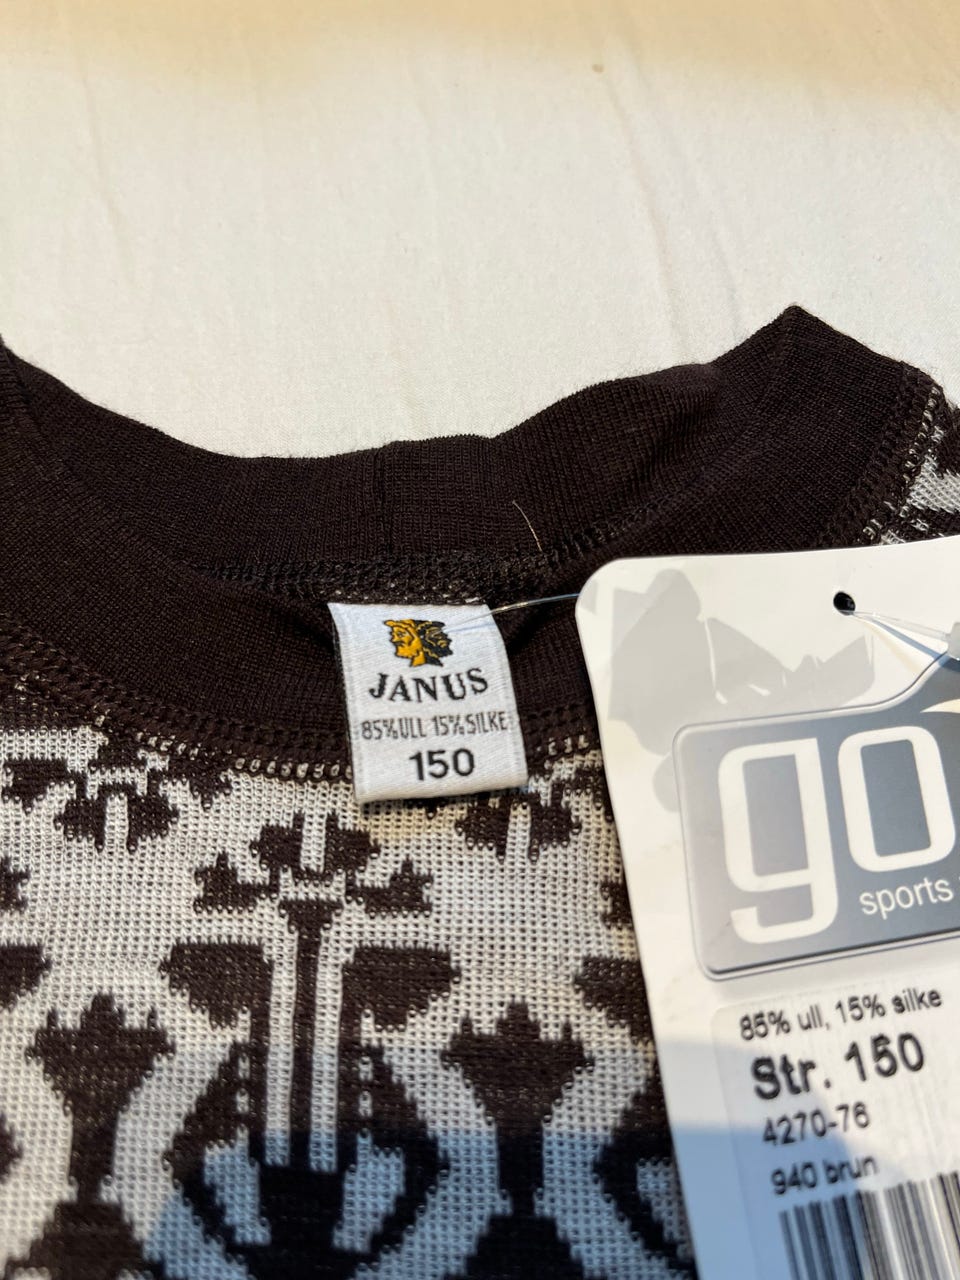 JANUS
85%ULL 15%SILKE
150
go
sports
85% ull, 15% silke
Str. 150
4270-76
940 brun